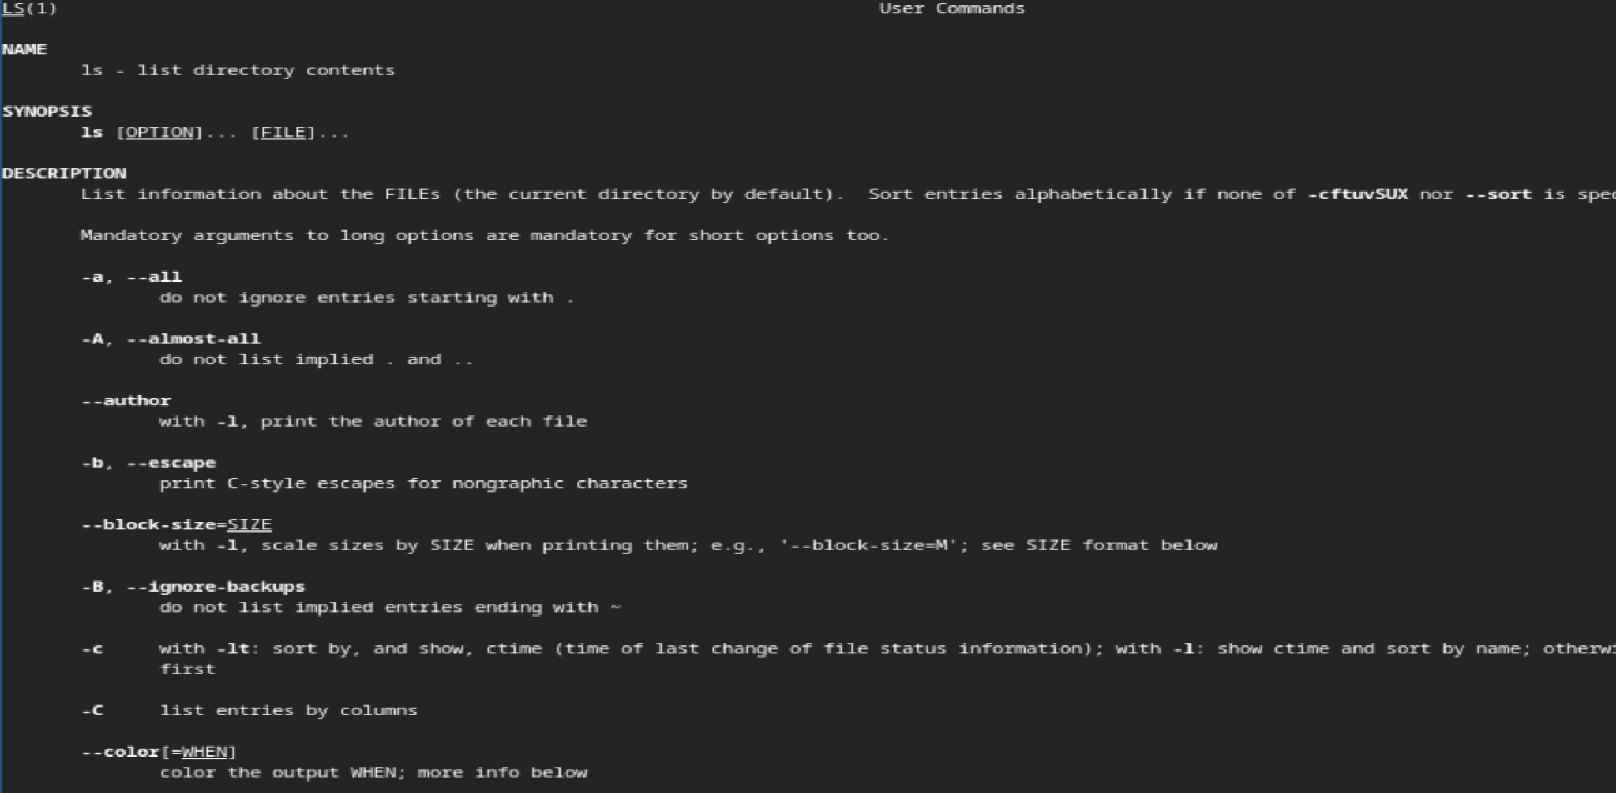 LS(1) User Commands
NAME
ls - list directory contents
SYNOPSIS
ls [OPTION]... [FILE]...
DESCRIPTION
List information about the FILEs (the current directory by default). Sort entries alphabetically if none of -cftuvSUX nor --sort is spec
Mandatory arguments to long options are mandatory for short options too.
-a, --all
do not ignore entries starting with .
-A, --almost-all
do not list implied . and ..
--author
with -l, print the author of each file
-b, --escape
print C-style escapes for nongraphic characters
--block-size=SIZE
with -l, scale sizes by SIZE when printing them; e.g., '--block-size=M'; see SIZE format below
-B, --ignore-backups
do not list implied entries ending with ~
-c with -lt: sort by, and show, ctime (time of last change of file status information); with -l: show ctime and sort by name; otherwi
first
-C list entries by columns
--color[=WHEN]
color the output WHEN; more info below